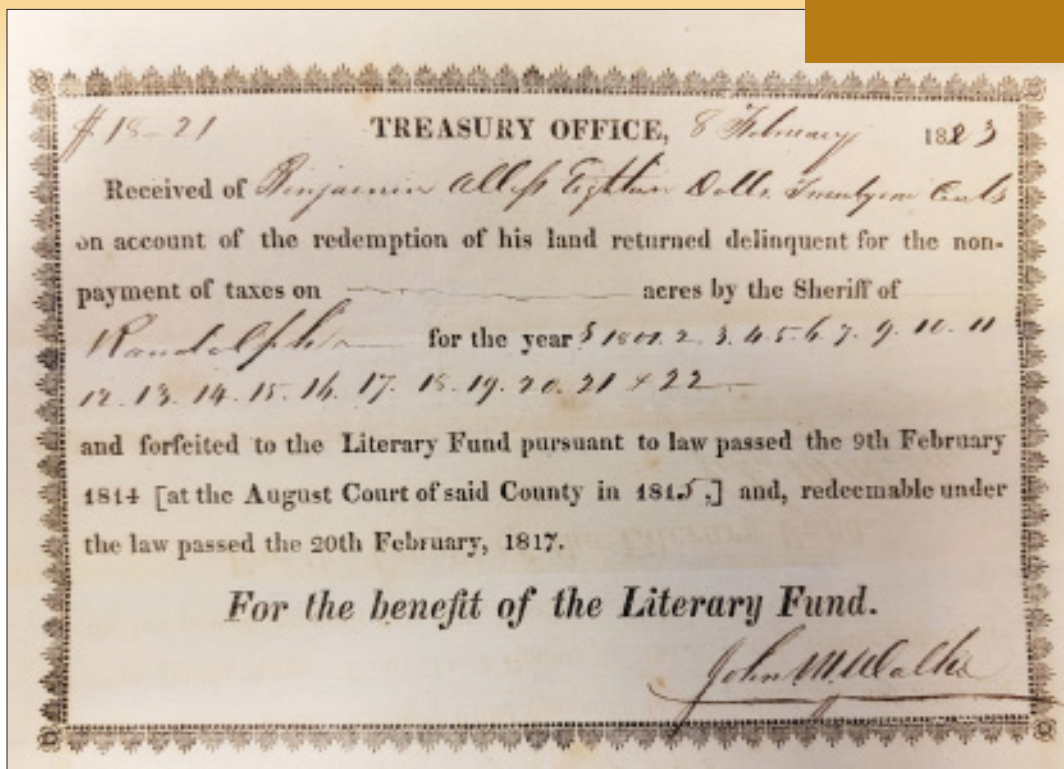 $ 18–21 TREASURY OFFICE, 8 February 1823
Received of Benjamin Eighteen Dolls. Twentyone Cents
on account of the redemption of his land returned delinquent for the non-
payment of taxes on acres by the Sheriff of
Randolph for the year s 1801. 2. 3. 4. 5. 6. 7. 9. 10. 11
12. 13. 14. 15. 16. 17. 18. 19. 20. 21 & 22
and forfeited to the Literary Fund pursuant to law passed the 9th February
1814 [at the August Court of said County in 1815,] and, redeemable under
the law passed the 20th February, 1817.
For the benefit of the Literary Fund.
John